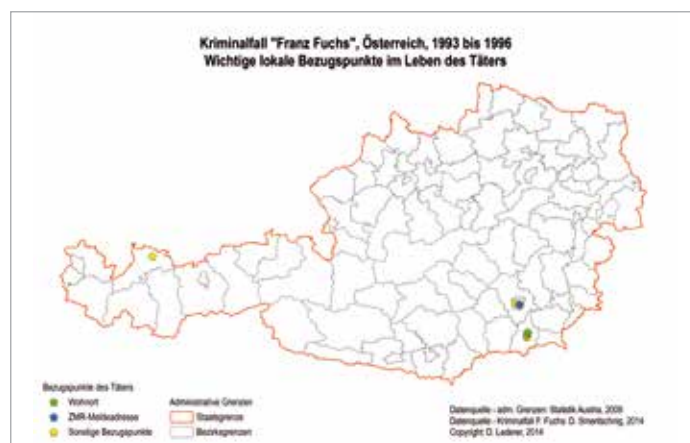 Kriminalfall "Franz Fuchs", Österreich, 1993 bis 1996
Wichtige lokale Bezugspunkte im Leben des Täters
Bezugspunkte des Täters
Wohnort
ZMR-Meldeadresse
Sonstige Bezugspunkte
Administrative Grenzen
Staatsgrenze
Bezirksgrenzen
Datenquelle - adm. Grenzen: Statistik Austria, 2008
Datenquelle - Kriminalfall F. Fuchs: D. Smentschnig, 2014
Copyright: D. Lederer, 2014